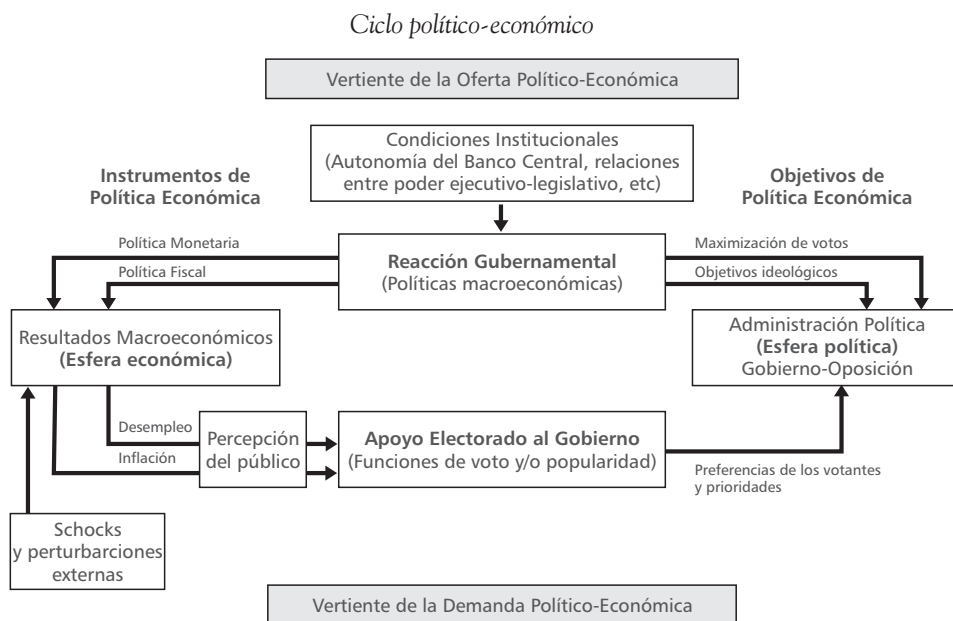 Ciclo político-económico
Vertiente de la Oferta Político-Económica
Condiciones Institucionales
(Autonomía del Banco Central, relaciones
entre poder ejecutivo-legislativo, etc)
Instrumentos de
Política Económica
Objetivos de
Política Económica
Política Monetaria
Política Fiscal
Reacción Gubernamental
(Políticas macroeconómicas)
Maximización de votos
Objetivos ideológicos
Resultados Macroeconómicos
(Esfera económica)
Administración Política
(Esfera política)
Gobierno-Oposición
Desempleo
Inflación
Percepción
del público
Apoyo Electorado al Gobierno
(Funciones de voto y/o popularidad)
Preferencias de los votantes
y prioridades
Schocks
y perturbarciones
externas
Vertiente de la Demanda Político-Económica